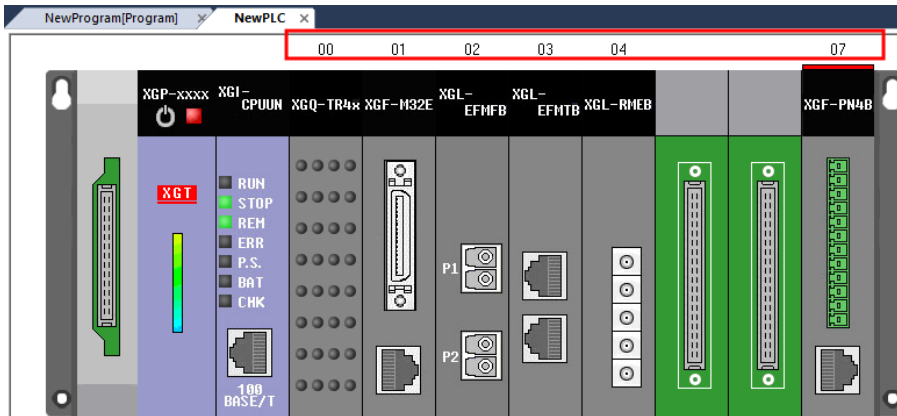 NewProgram[Program]
NewPLC
00 01 02 03 04 07
XGP-xxxx
XGI-
CPUUN
XGQ-TR4x
XGF-M32E
XGL-
EFMFB
XGL-
EFMTB
XGL-RMEB
XGF-PN4B
XGT
RUN
STOP
REM
ERR
P.S.
BAT
CHK
100
BASE/T
P1
P2